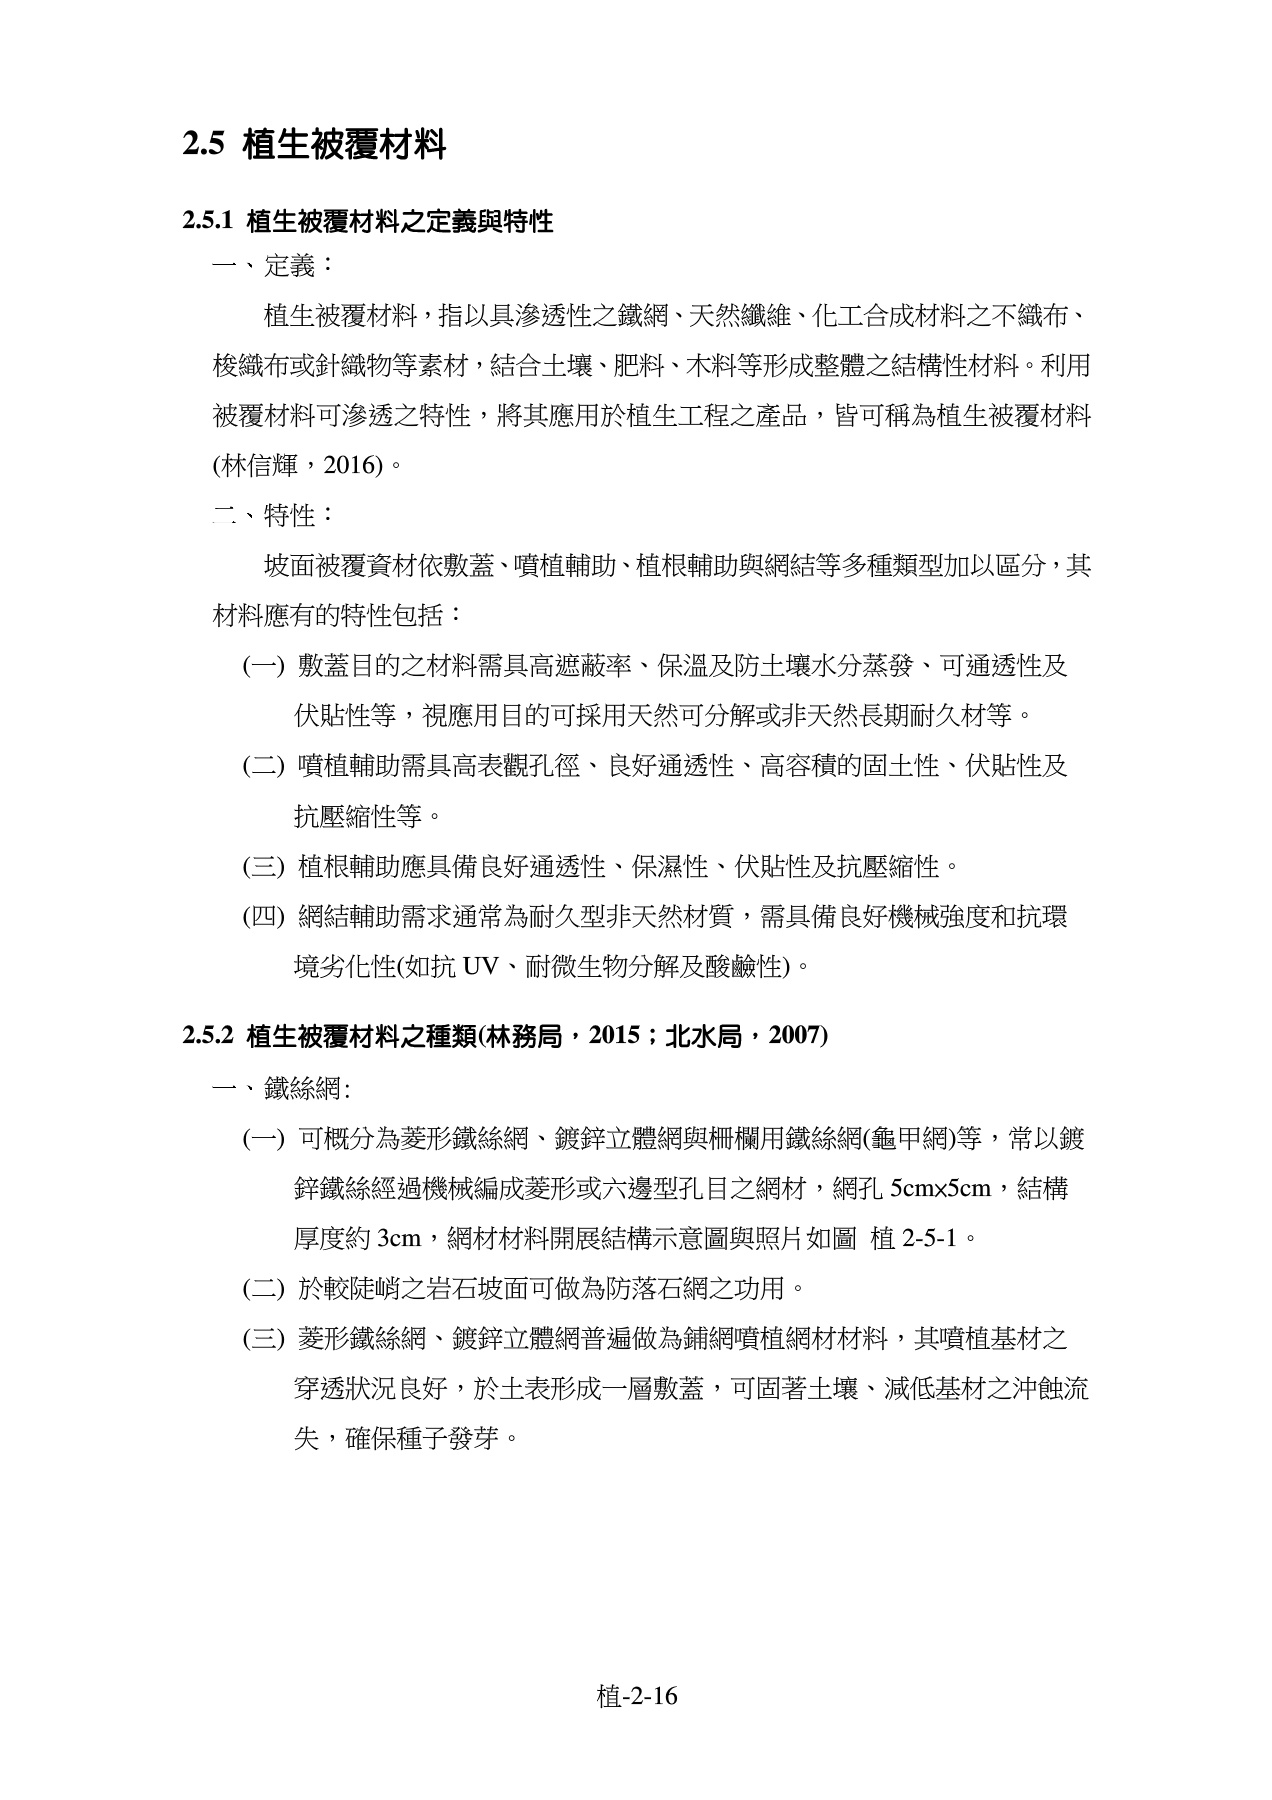 2.5 植生被覆材料
2.5.1 植生被覆材料之定義與特性
一、定義：
植生被覆材料，指以具滲透性之鐵網、天然纖維、化工合成材料之不織布、
梭織布或針織物等素材，結合土壤、肥料、木料等形成整體之結構性材料。利用
被覆材料可滲透之特性，將其應用於植生工程之產品，皆可稱為植生被覆材料
(林信輝，2016)。
二、特性：
坡面被覆資材依敷蓋、噴植輔助、植根輔助與網結等多種類型加以區分，其
材料應有的特性包括：
(一) 敷蓋目的之材料需具高遮蔽率、保溫及防土壤水分蒸發、可通透性及
伏貼性等，視應用目的可採用天然可分解或非天然長期耐久材等。
(二) 噴植輔助需具高表觀孔徑、良好通透性、高容積的固土性、伏貼性及
抗壓縮性等。
(三) 植根輔助應具備良好通透性、保濕性、伏貼性及抗壓縮性。
(四) 網結輔助需求通常為耐久型非天然材質，需具備良好機械強度和抗環
境劣化性(如抗 UV、耐微生物分解及酸鹼性)。
2.5.2 植生被覆材料之種類(林務局，2015；北水局，2007)
一、鐵絲網:
(一) 可概分為菱形鐵絲網、鍍鋅立體網與柵欄用鐵絲網(龜甲網)等，常以鍍
鋅鐵絲經過機械編成菱形或六邊型孔目之網材，網孔 5cm×5cm，結構
厚度約 3cm，網材材料開展結構示意圖與照片如圖 植 2-5-1。
(二) 於較陡峭之岩石坡面可做為防落石網之功用。
(三) 菱形鐵絲網、鍍鋅立體網普遍做為鋪網噴植網材材料，其噴植基材之
穿透狀況良好，於土表形成一層敷蓋，可固著土壤、減低基材之沖蝕流
失，確保種子發芽。
植-2-16